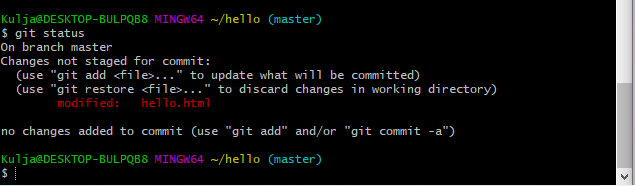 Kulja@DESKTOP-BULPQB8 MINGW64 ~/hello (master)
$ git status
On branch master
Changes not staged for commit:
  (use "git add <file>..." to update what will be committed)
  (use "git restore <file>..." to discard changes in working directory)
        modified:   hello.html

no changes added to commit (use "git add" and/or "git commit -a")

Kulja@DESKTOP-BULPQB8 MINGW64 ~/hello (master)
$